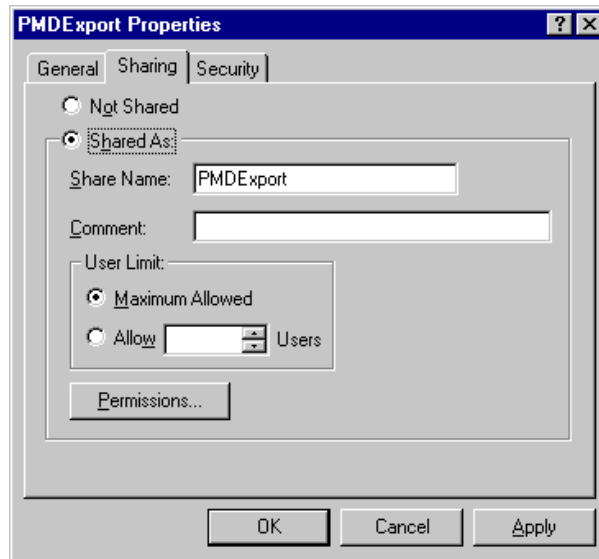 PMDExport Properties
General Sharing Security
Not Shared
Shared As:
Share Name: PMDExport
Comment:
User Limit:
Maximum Allowed
Allow Users
Permissions...
OK Cancel Apply